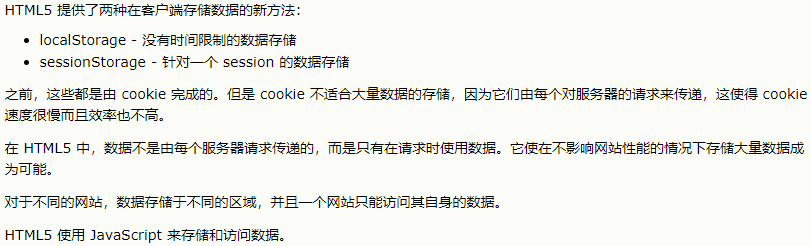 HTML5 提供了两种在客户端存储数据的新方法：
• localStorage - 没有时间限制的数据存储
• sessionStorage - 针对一个 session 的数据存储
之前，这些都是由 cookie 完成的。但是 cookie 不适合大量数据的存储，因为它们由每个对服务器的请求来传递，这使得 cookie
速度很慢而且效率也不高。
在 HTML5 中，数据不是由每个服务器请求传递的，而是只有在请求时使用数据。它使在不影响网站性能的情况下存储大量数据成
为可能。
对于不同的网站，数据存储于不同的区域，并且一个网站只能访问其自身的数据。
HTML5 使用 JavaScript 来存储和访问数据。